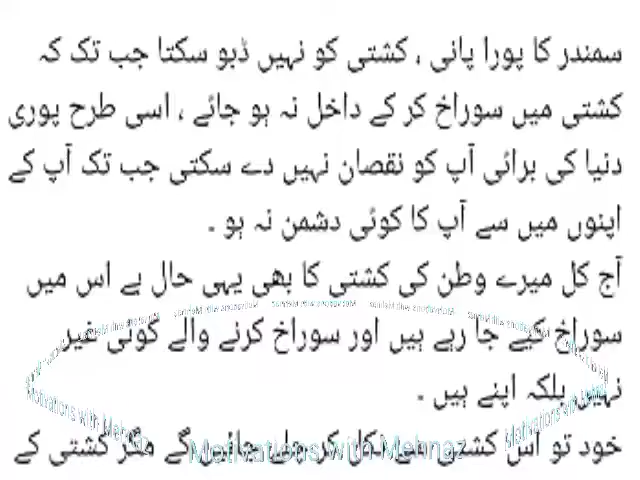 سمندر کا پورا پانی ، کشتی کو نہیں ڈبو سکتا جب تک کہ
کشتی میں سوراخ کر کے داخل نہ ہو جائے ، اسی طرح پوری
دنیا کی برائی آپ کو نقصان نہیں دے سکتی جب تک آپ کے
اپنوں میں سے آپ کا کوئی دشمن نہ ہو ۔
آج کل میرے وطن کی کشتی کا بھی یہی حال ہے اس میں
سوراخ کیے جا رہے ہیں اور سوراخ کرنے والے کوئی غیر
نہیں بلکہ اپنے ہیں ۔
خود تو اس کشتی سے نکل کر چلے جائیں گے مگر کشتی کے
Motivations with Mehnaz